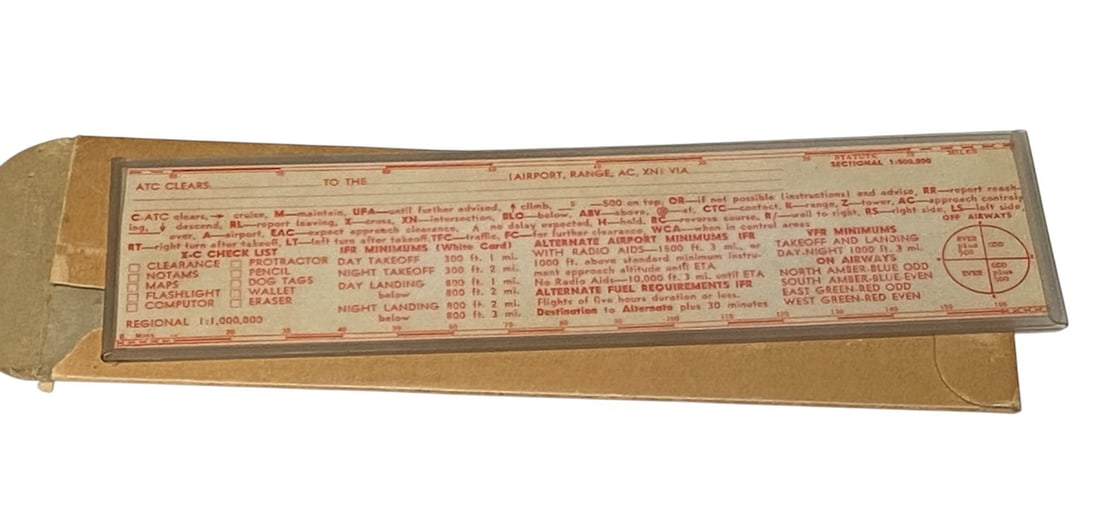 STATUTE MILES
SECTIONAL 1:500,000
ATC CLEARS TO THE (AIRPORT, RANGE, AC, XN) VIA
C—ATC clears, → cruise, M—maintain, UFA—until further advised, ↑ climb, —500 on top, OR—if not possible (instructions) and advise, RR—report reach-
ing, ↓ descend, RL—report leaving, X—cross, XN—intersection, BLO—below, ABV—above, @—at, CTC—contact, R—range, Z—tower, AC—approach control,
over, A—airport, EAC—expect approach clearance, no delay expected, H—hold, RC—reverse course, R/—wall to right, RS—right side, LS—left side,
RT—right turn after takeoff, LT—left turn after takeoff, TFC—traffic, FC—for further clearance, WCA—when in control areas
X-C CHECK LIST
CLEARANCE
NOTAMS
MAPS
FLASHLIGHT
COMPUTOR
PROTRACTOR
PENCIL
DOG TAGS
WALLET
ERASER
REGIONAL 1:1,000,000
IFR MINIMUMS (White Card)
DAY TAKEOFF 300 ft. 1 mi.
NIGHT TAKEOFF 300 ft. 2 mi.
DAY LANDING 800 ft. 1 mi.
below 800 ft. 2 mi.
NIGHT LANDING 800 ft. 2 mi.
below 800 ft. 3 mi.
ALTERNATE AIRPORT MINIMUMS IFR
WITH RADIO AIDS—1500 ft. 3 mi. or
1000 ft. above standard minimum instru-
ment approach altitude until ETA
No Radio Aids—10,000 ft. 3 mi. until ETA
ALTERNATE FUEL REQUIREMENTS IFR
Flights of five hours duration or less.
Destination to Alternate plus 30 minutes
VFR MINIMUMS
TAKEOFF AND LANDING
DAY-NIGHT 1000 ft. 3 mi.
ON AIRWAYS
NORTH AMBER-BLUE ODD
SOUTH AMBER-BLUE EVEN
EAST GREEN-RED ODD
WEST GREEN-RED EVEN
OFF AIRWAYS
EVEN plus 500
ODD
EVEN
ODD plus 500